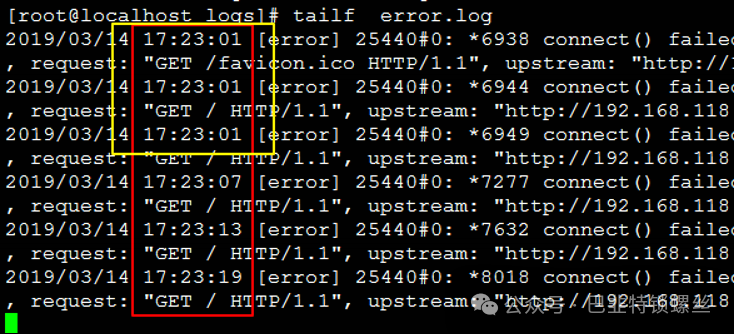 [root@localhost logs]# tailf  error.log
2019/03/14 17:23:01 [error] 25440#0: *6938 connect() failed
, request: "GET /favicon.ico HTTP/1.1", upstream: "http://1
2019/03/14 17:23:01 [error] 25440#0: *6944 connect() failed
, request: "GET / HTTP/1.1", upstream: "http://192.168.118
2019/03/14 17:23:01 [error] 25440#0: *6949 connect() failed
, request: "GET / HTTP/1.1", upstream: "http://192.168.118
2019/03/14 17:23:07 [error] 25440#0: *7277 connect() failed
, request: "GET / HTTP/1.1", upstream: "http://192.168.118
2019/03/14 17:23:13 [error] 25440#0: *7632 connect() failed
, request: "GET / HTTP/1.1", upstream: "http://192.168.118
2019/03/14 17:23:19 [error] 25440#0: *8018 connect() failed
, request: "GET / HTTP/1.1", upstream: "http://192.168.118
公众号 · 巴亚特锁螺丝